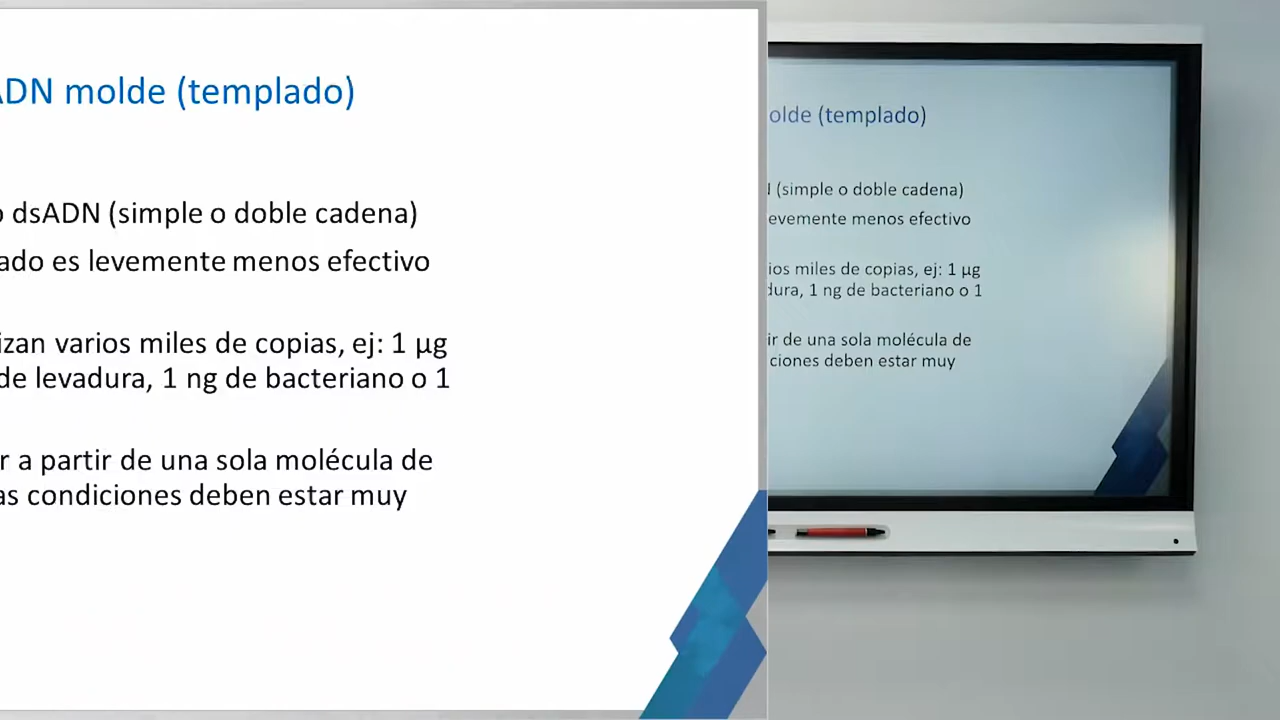 ADN molde (templado)
o dsADN (simple o doble cadena)
ado es levemente menos efectivo
izan varios miles de copias, ej: 1 µg
de levadura, 1 ng de bacteriano o 1
r a partir de una sola molécula de
as condiciones deben estar muy
olde (templado)
(simple o doble cadena)
evemente menos efectivo
ios miles de copias, ej: 1 µg
dura, 1 ng de bacteriano o 1
ir de una sola molécula de
ciones deben estar muy